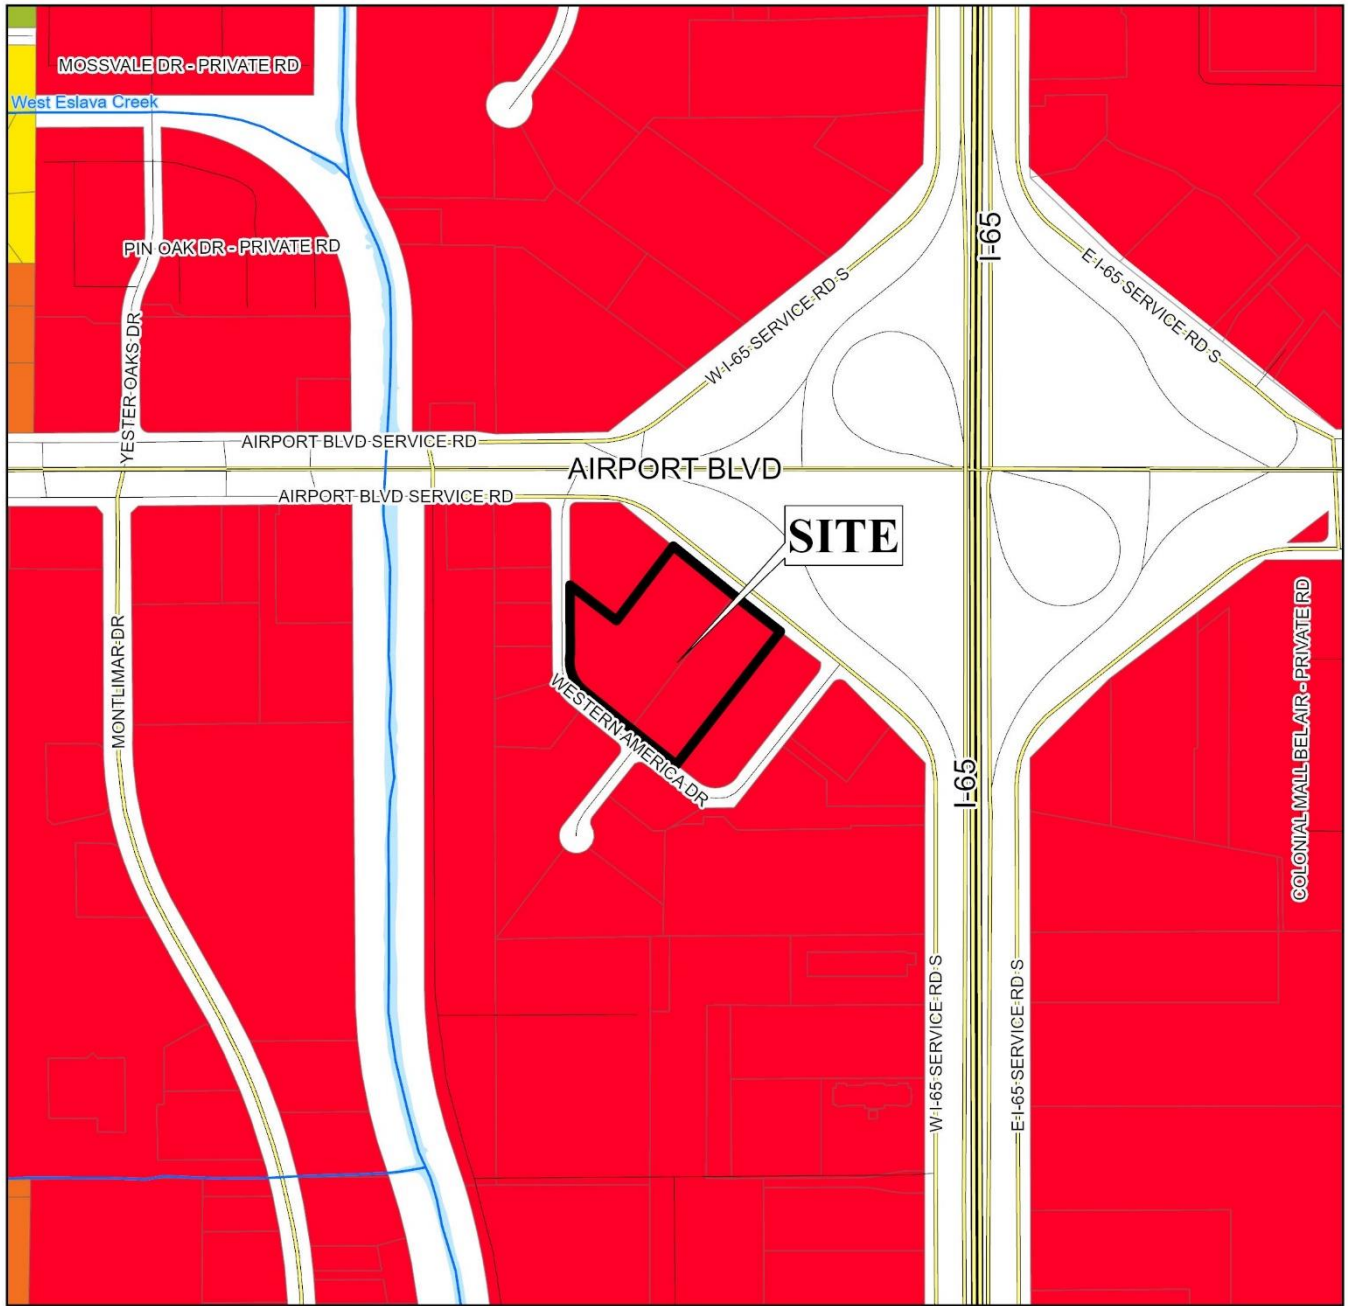 MOSSVALE DR - PRIVATE RD
West Eslava Creek
I-65
PIN OAK DR - PRIVATE RD
E I-65 SERVICE RD S
W I-65 SERVICE RD S
YESTER OAKS DR
AIRPORT BLVD SERVICE RD
AIRPORT BLVD
AIRPORT BLVD SERVICE RD
SITE
MONTLIMAR DR
COLONIAL MALL BELAIR - PRIVATE RD
WESTERN AMERICA DR
I-65
W I-65 SERVICE RD S
E I-65 SERVICE RD S